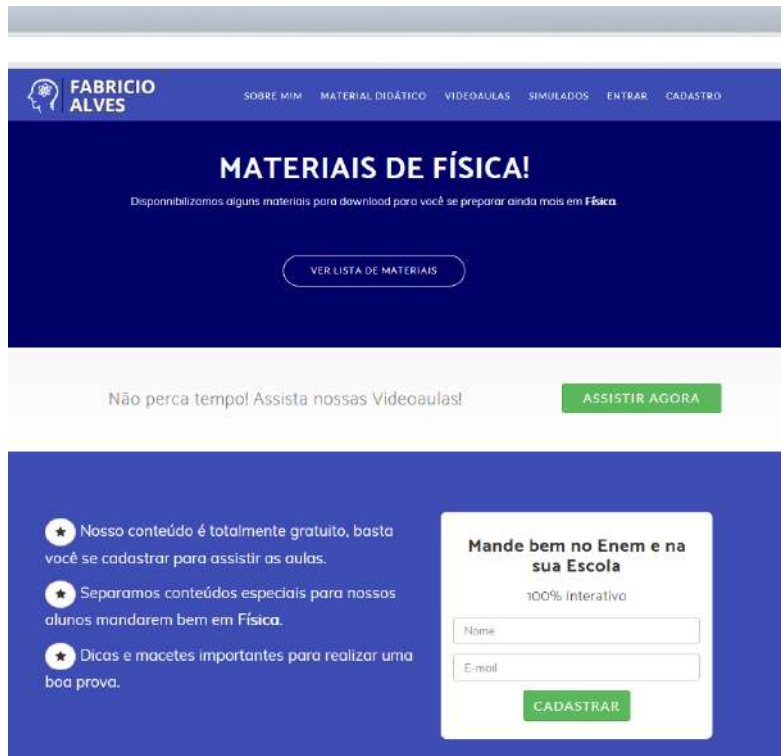 FABRICIO
ALVES
SOBRE MIM MATERIAL DIDÁTICO VIDEOAULAS SIMULADOS ENTRAR CADASTRO
MATERIAIS DE FÍSICA!
Disponnibilizamos alguns materiais para download para você se preparar ainda mais em Física.
VER LISTA DE MATERIAIS
Não perca tempo! Assista nossas Videoaulas!
ASSISTIR AGORA
Nosso conteúdo é totalmente gratuito, basta
você se cadastrar para assistir as aulas.
Separamos conteúdos especiais para nossos
alunos mandarem bem em Física.
Dicas e macetes importantes para realizar uma
boa prova.
Mande bem no Enem e na
sua Escola
100% interativo
Nome
E-mail
CADASTRAR